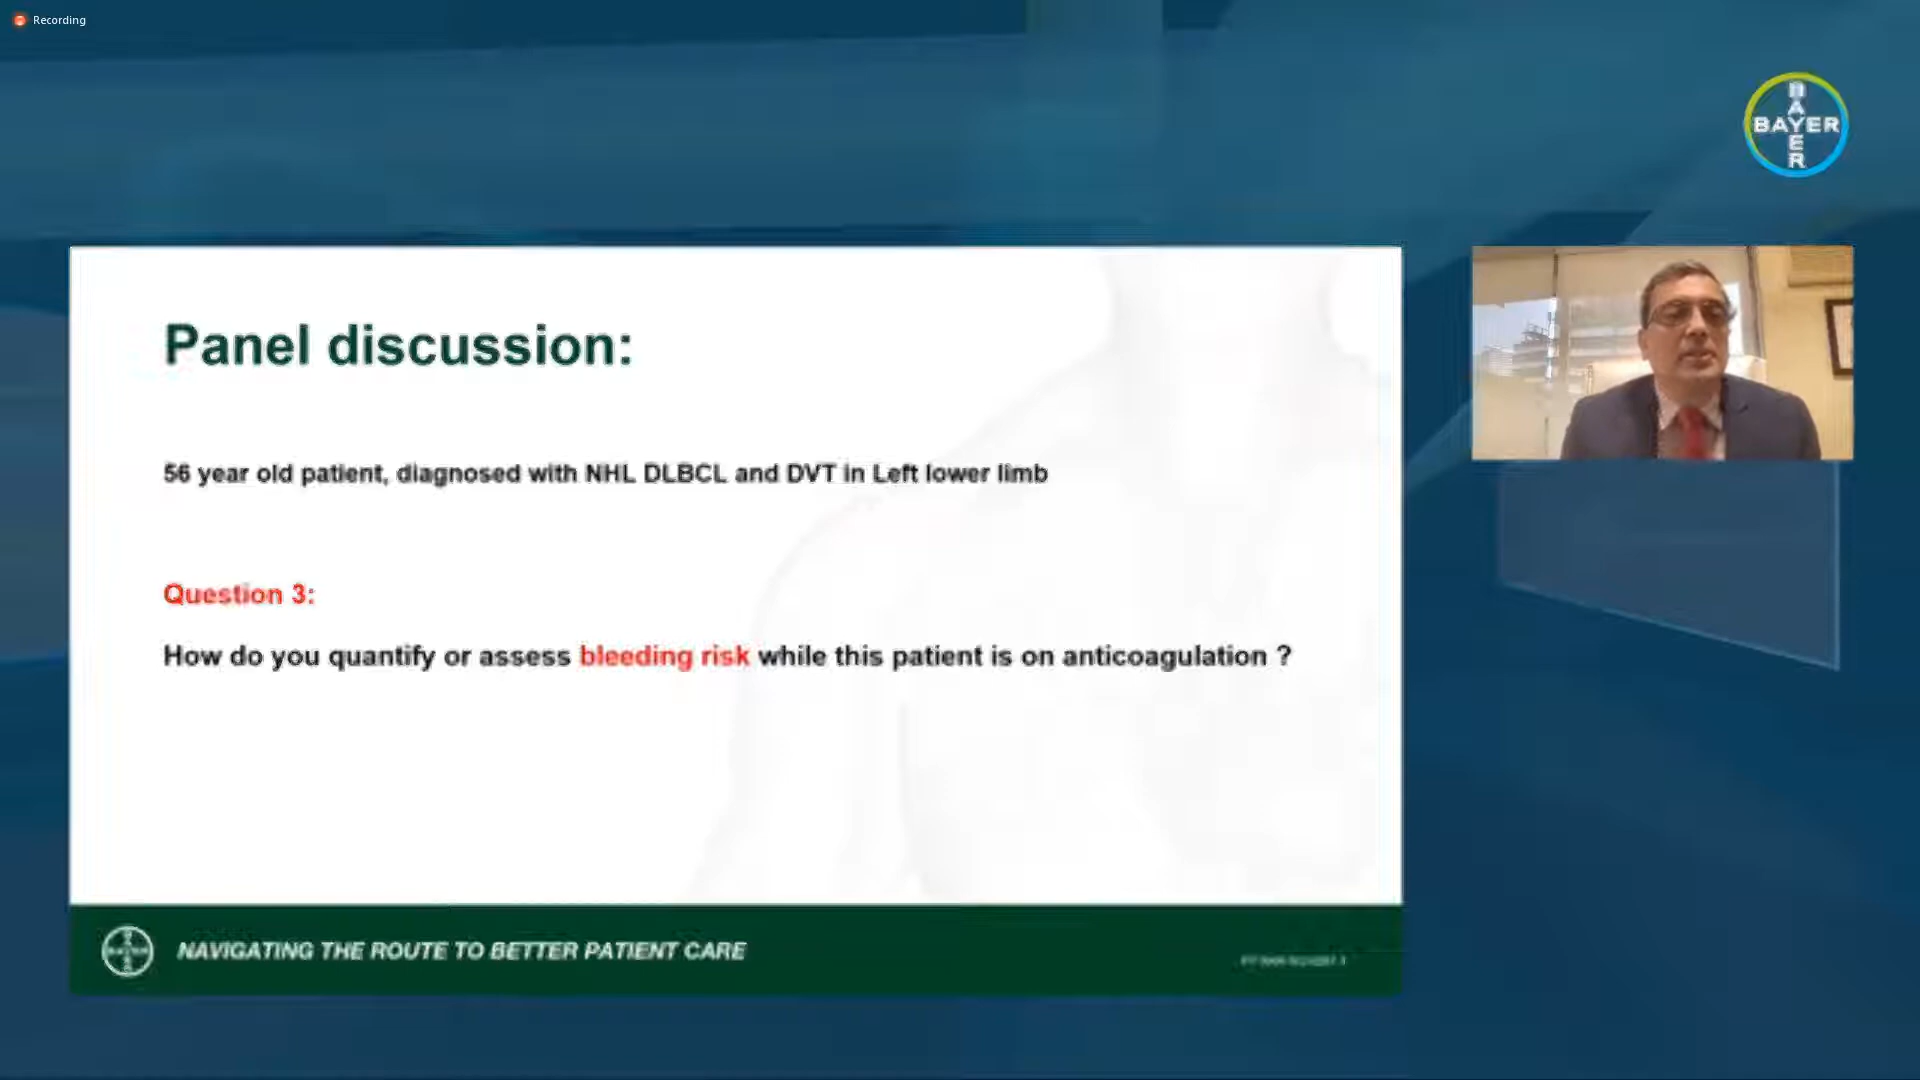 Recording
BAYER
BAYER
Panel discussion:
56 year old patient, diagnosed with NHL DLBCL and DVT in Left lower limb
Question 3:
How do you quantify or assess bleeding risk while this patient is on anticoagulation ?
NAVIGATING THE ROUTE TO BETTER PATIENT CARE